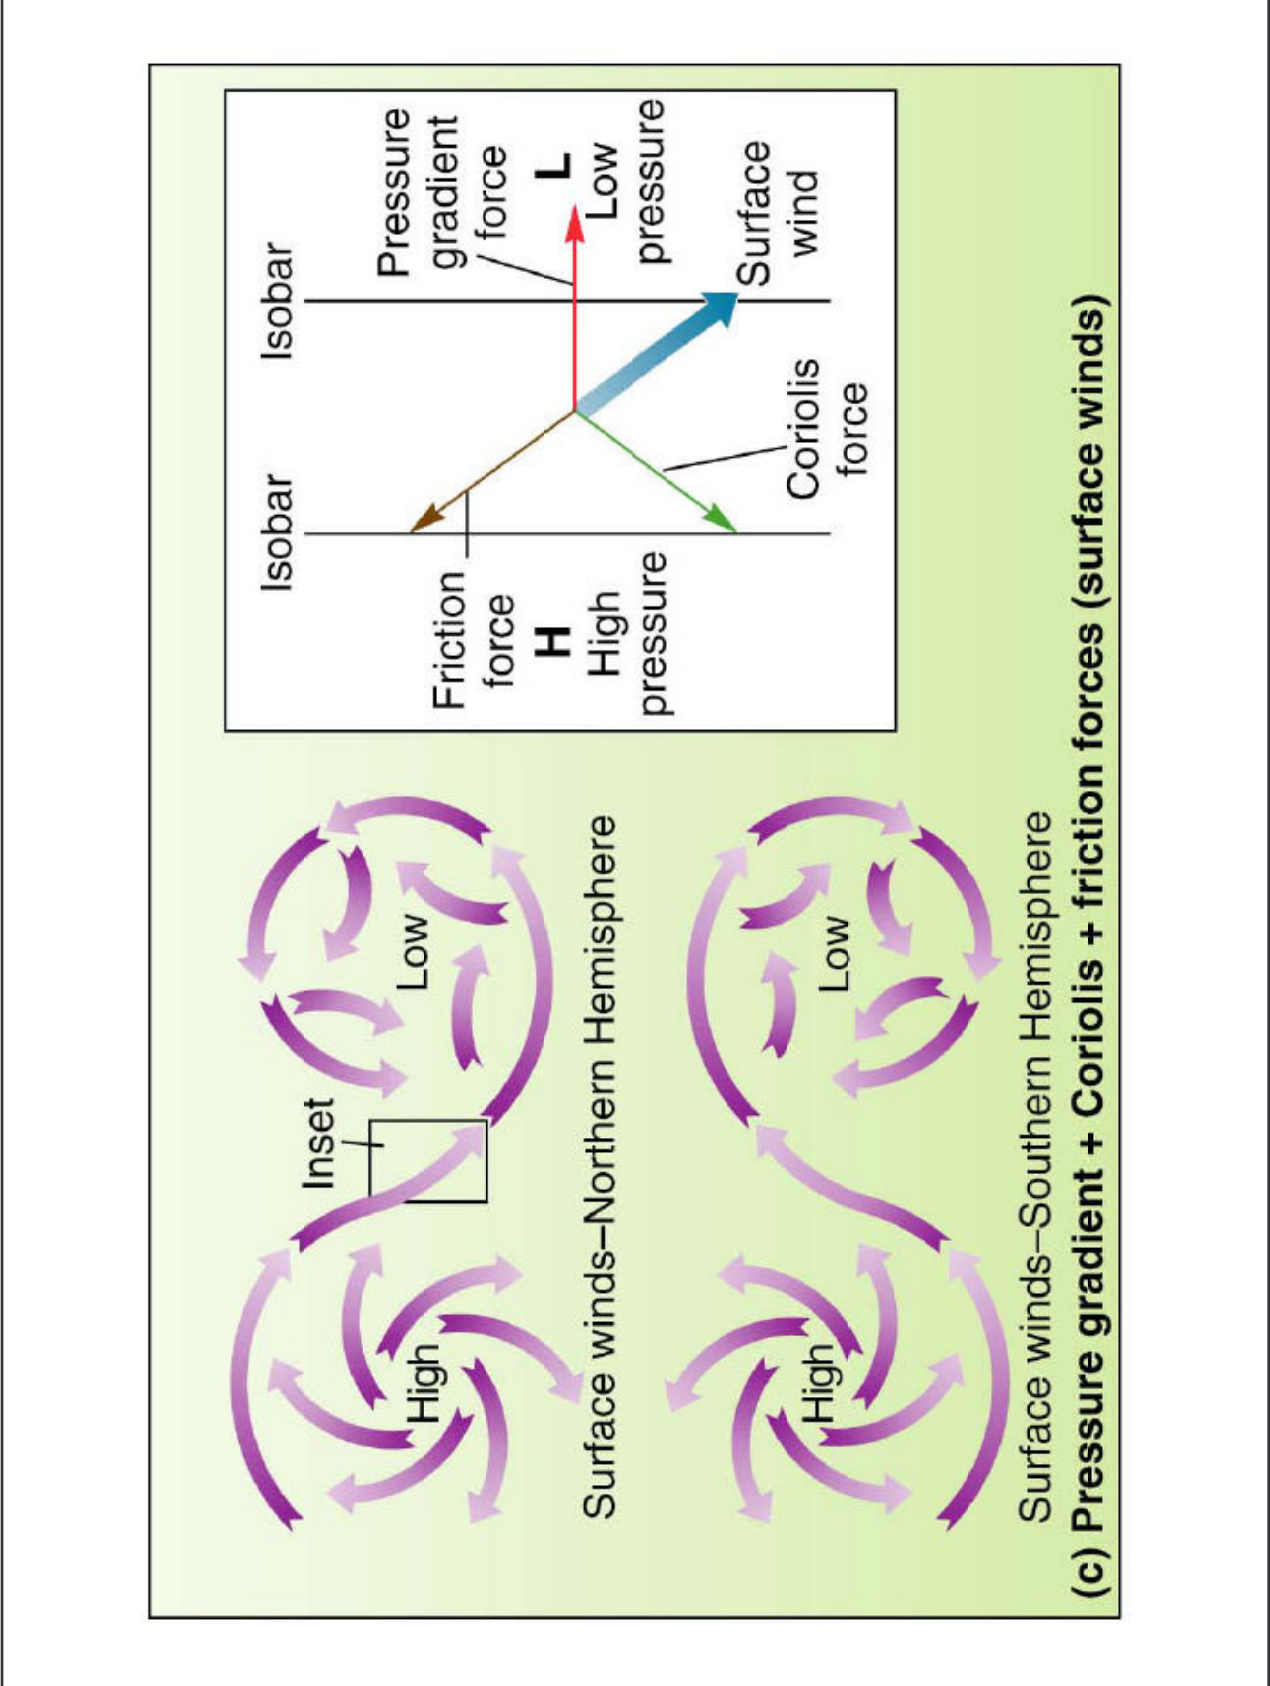 Inset
High
Low
Surface winds–Northern Hemisphere
High
Low
Surface winds–Southern Hemisphere
Isobar
Isobar
Pressure
gradient
force
Friction
force
H
High
pressure
L
Low
pressure
Surface
wind
Coriolis
force
(c) Pressure gradient + Coriolis + friction forces (surface winds)